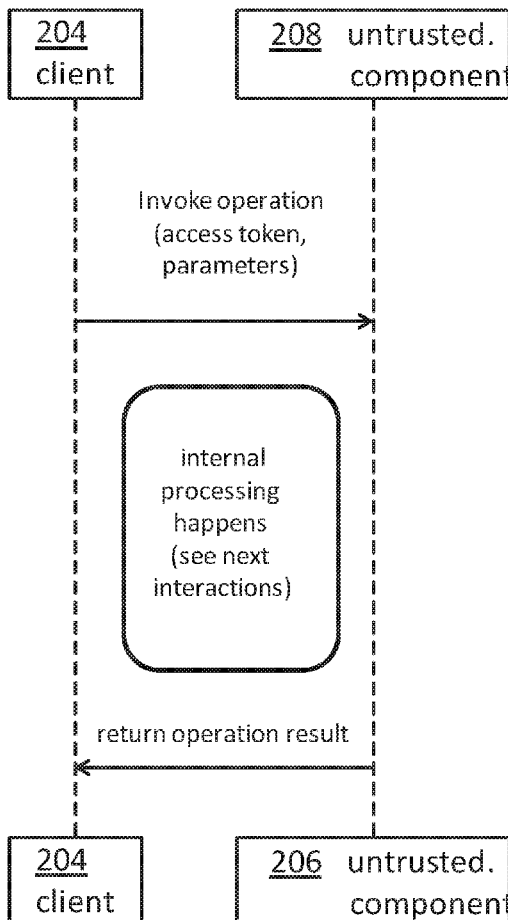 204
client
208 untrusted.
component
Invoke operation
(access token,
parameters)
internal
processing
happens
(see next
interactions)
return operation result
204
client
206 untrusted.
component